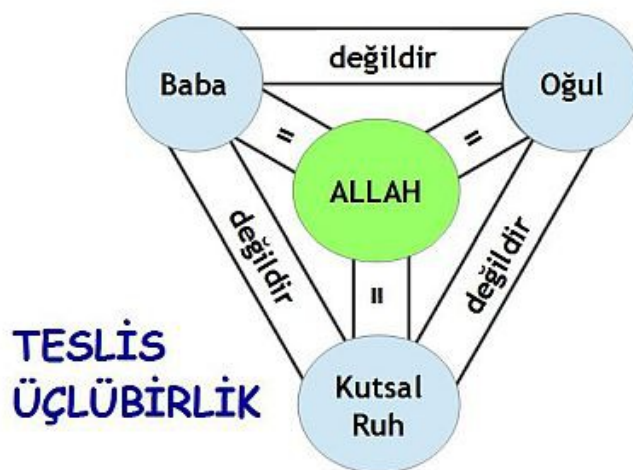 değildir
Baba
Oğul
=
=
ALLAH
değildir
değildir
=
TESLİS
ÜÇLÜBİRLİK
Kutsal
Ruh